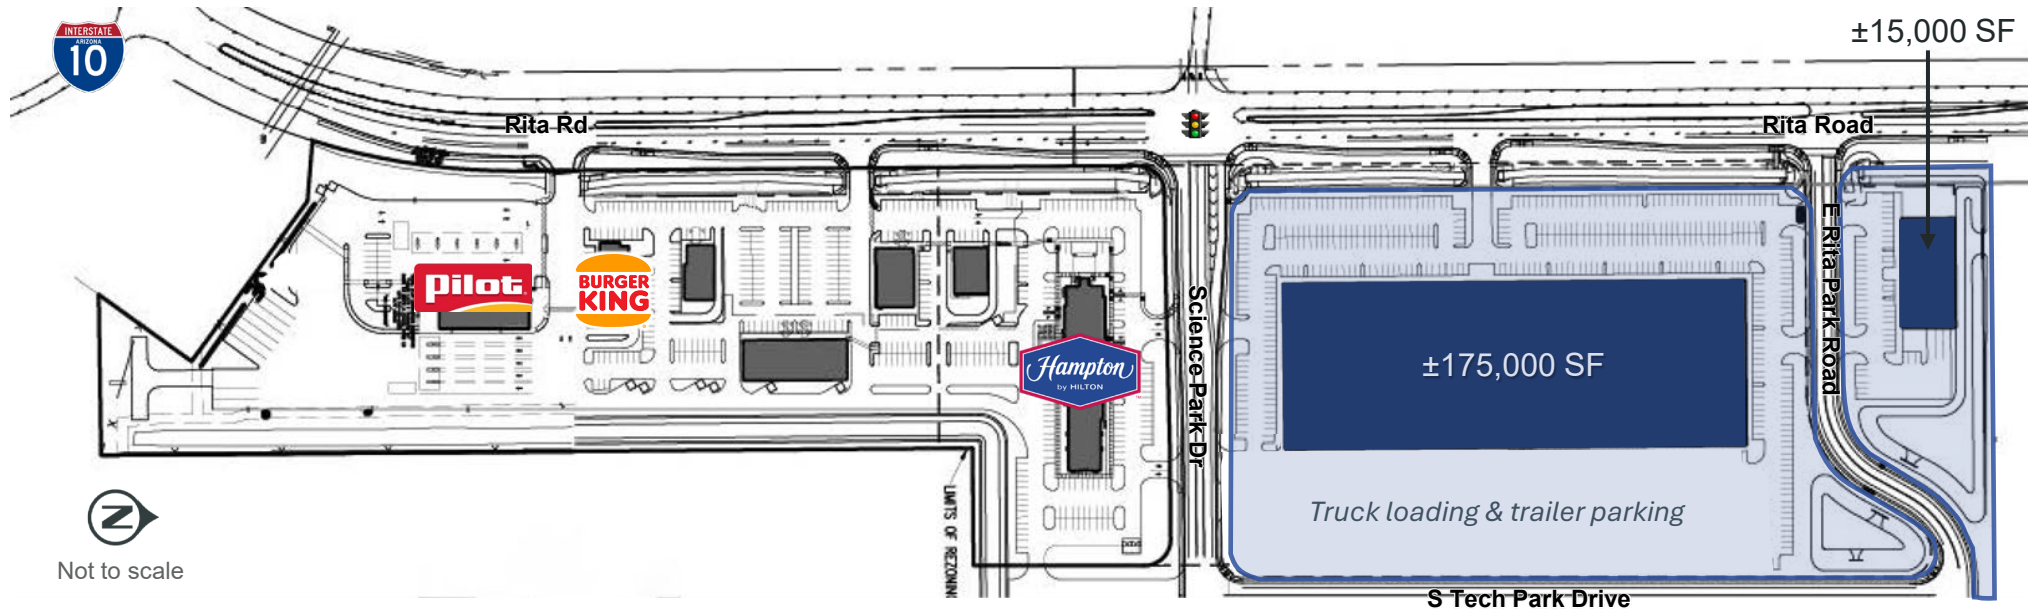 INTERSTATE
ARIZONA
10
±15,000 SF
Rita Rd
Rita Road
Pilot
BURGER
KING
Hampton
by HILTON
Science Park Dr
±175,000 SF
E Rita Park Road
Truck loading & trailer parking
LIMITS OF REZONING
N
Not to scale
S Tech Park Drive